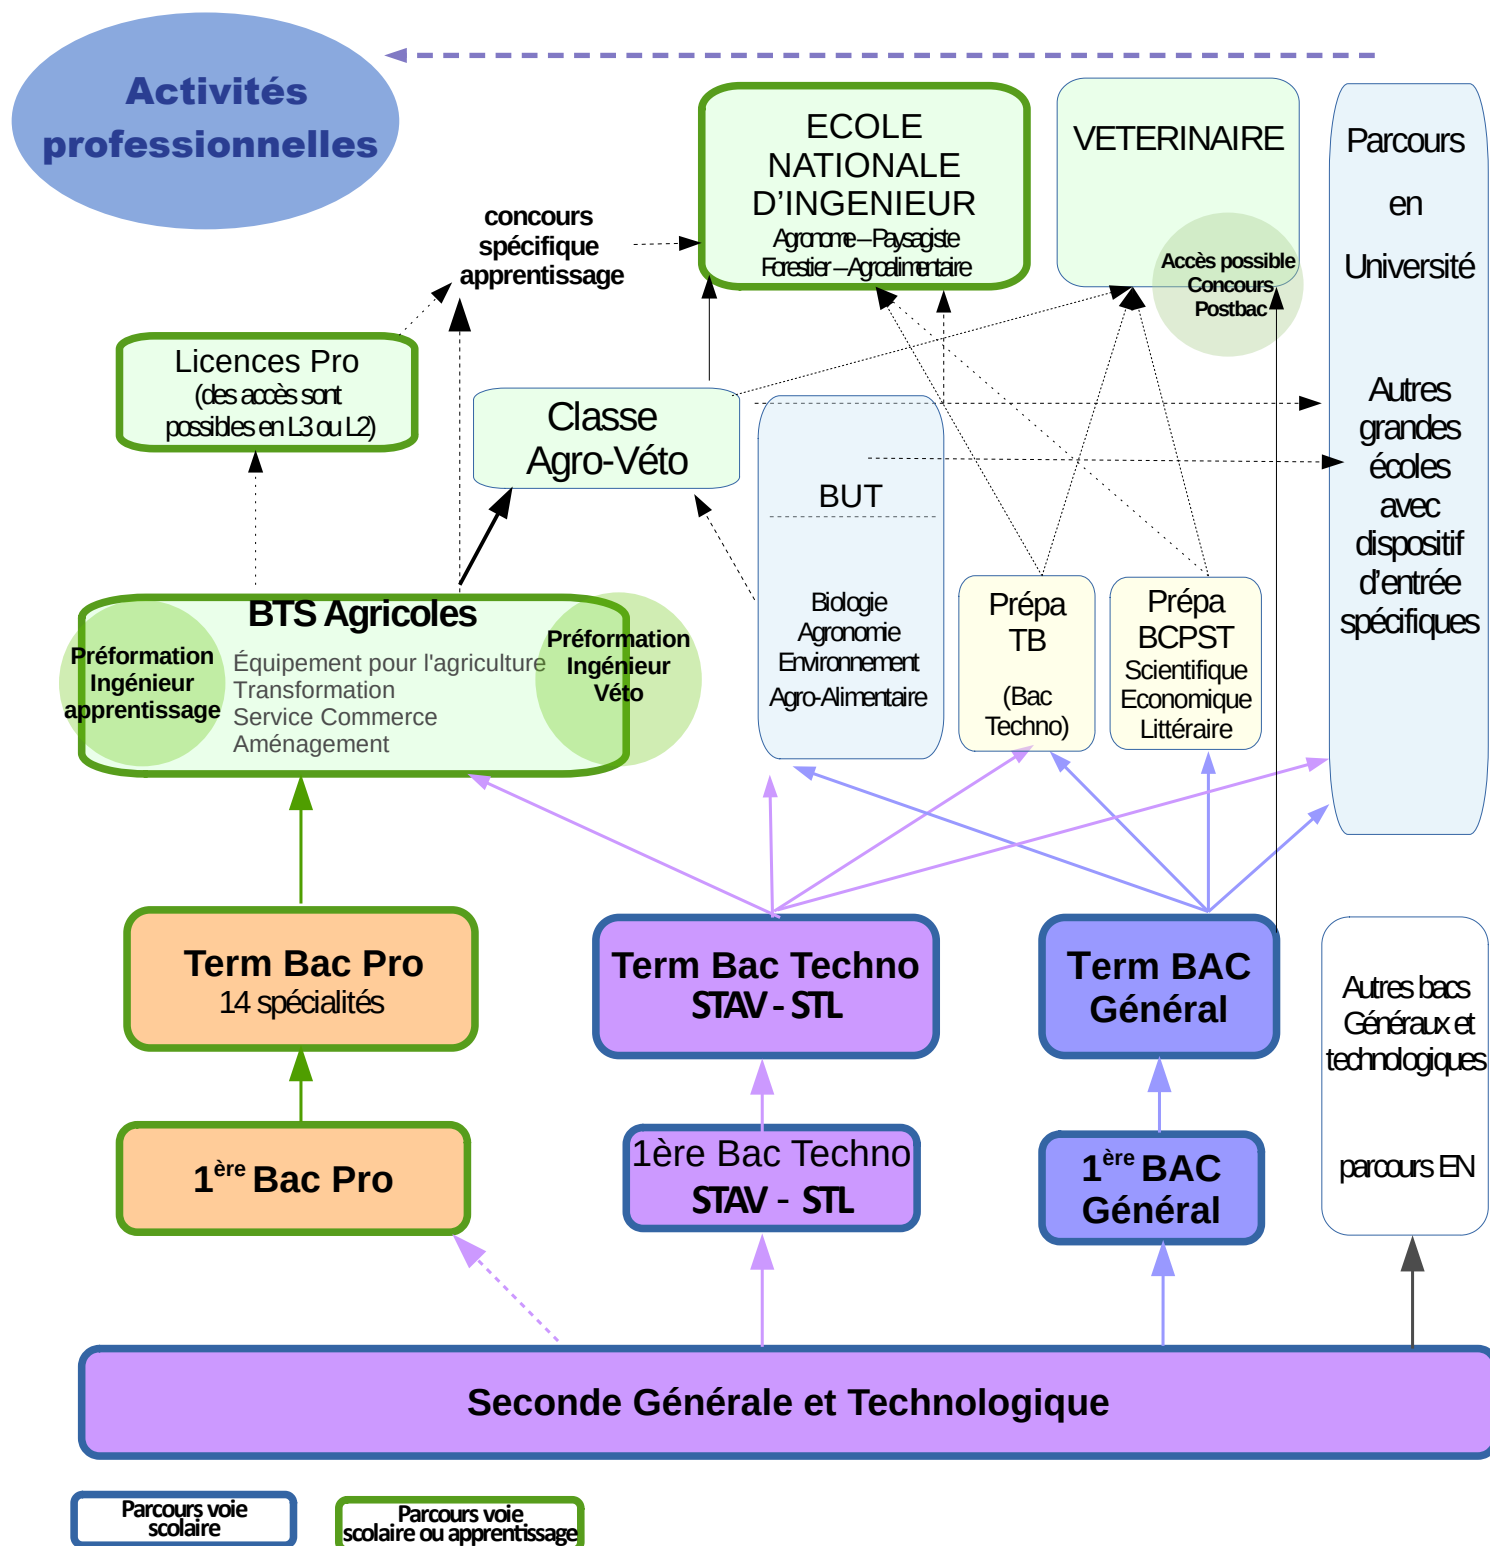 Activités
professionnelles
ECOLE
NATIONALE
D'INGENIEUR
Agronome – Paysagiste
Forestier – Agroalimentaire
VETERINAIRE
Accès possible
Concours
Postbac
Parcours
en
Université
Autres
grandes
écoles
avec
dispositif
d'entrée
spécifiques
concours
spécifique
apprentissage
Licences Pro
(des accès sont
possibles en L3 ou L2)
Classe
Agro-Véto
BUT
Biologie
Agronomie
Environnement
Agro-Alimentaire
Prépa
TB
(Bac
Techno)
Prépa
BCPST
Scientifique
Economique
Littéraire
BTS Agricoles
Préformation
Ingénieur
apprentissage
Équipement pour l'agriculture
Transformation
Service Commerce
Aménagement
Préformation
Ingénieur
Véto
Term Bac Pro
14 spécialités
Term Bac Techno
STAV - STL
Term BAC
Général
Autres bacs
Généraux et
technologiques
parcours EN
1ère Bac Pro
1ère Bac Techno
STAV - STL
1ère BAC
Général
Seconde Générale et Technologique
Parcours voie
scolaire
Parcours voie
scolaire ou apprentissage